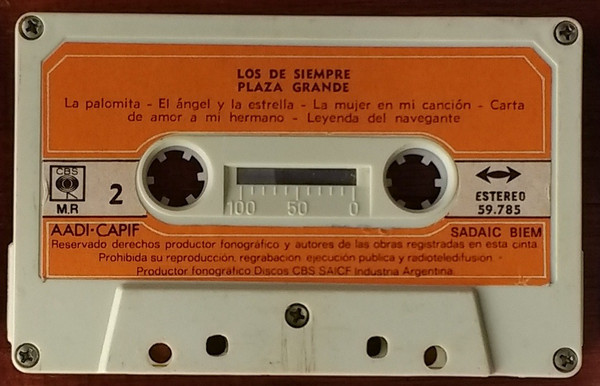 LOS DE SIEMPRE
PLAZA GRANDE
La palomita - El ángel y la estrella - La mujer en mi canción - Carta
de amor a mi hermano - Leyenda del navegante
CBS
M.R
2
100 50 0
ESTEREO
59.785
AADI-CAPIF
SADAIC BIEM
Reservado derechos productor fonográfico y autores de las obras registradas en esta cinta.
Prohibida su reproducción, regrabación, ejecución pública y radioteledifusión. -
Productor fonográfico Discos CBS SAICF Industria Argentina.